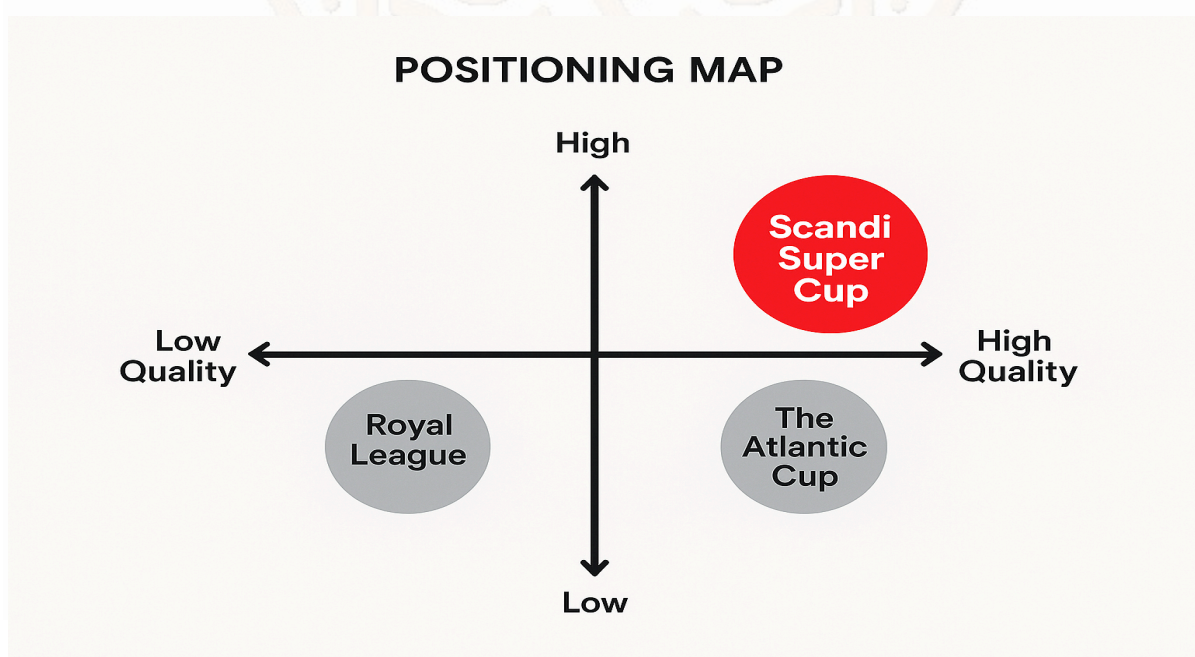 POSITIONING MAP
High
Scandi
Super
Cup
Low
Quality
High
Quality
Royal
League
The
Atlantic
Cup
Low